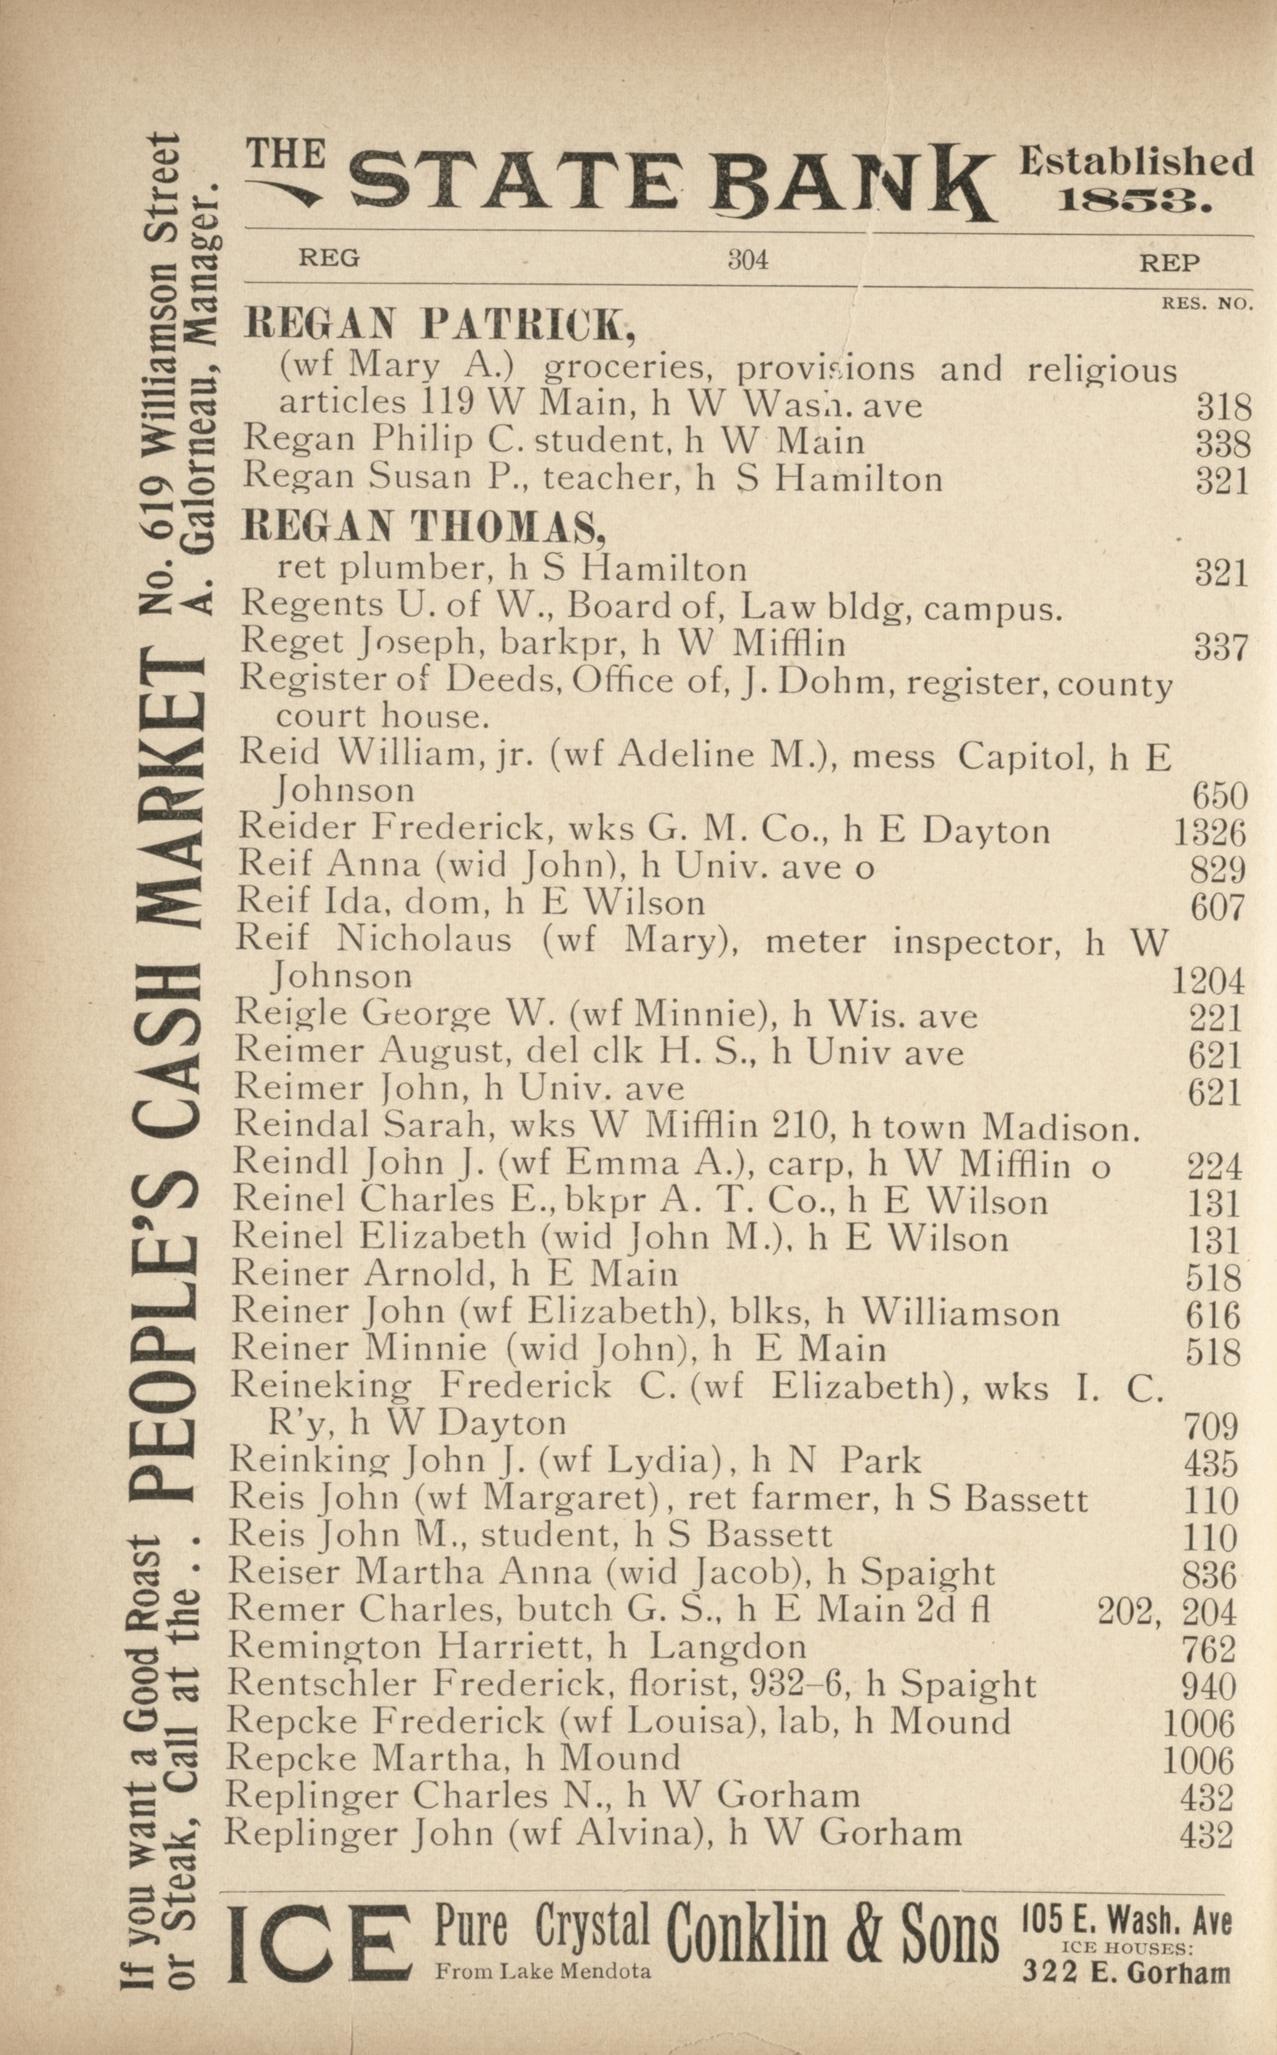 THE STATE BANK Established 1853.
REG 304 REP
RES. NO.
REGAN PATRICK,
(wf Mary A.) groceries, provisions and religious
articles 119 W Main, h W Wash. ave 318
Regan Philip C. student, h W Main 338
Regan Susan P., teacher, h S Hamilton 321
REGAN THOMAS,
ret plumber, h S Hamilton 321
Regents U. of W., Board of, Law bldg, campus.
Reget Joseph, barkpr, h W Mifflin 337
Register of Deeds, Office of, J. Dohm, register, county
court house.
Reid William, jr. (wf Adeline M.), mess Capitol, h E
Johnson 650
Reider Frederick, wks G. M. Co., h E Dayton 1326
Reif Anna (wid John), h Univ. ave o 829
Reif Ida, dom, h E Wilson 607
Reif Nicholaus (wf Mary), meter inspector, h W
Johnson 1204
Reigle George W. (wf Minnie), h Wis. ave 221
Reimer August, del clk H. S., h Univ ave 621
Reimer John, h Univ. ave 621
Reindal Sarah, wks W Mifflin 210, h town Madison.
Reindl John J. (wf Emma A.), carp, h W Mifflin o 224
Reinel Charles E., bkpr A. T. Co., h E Wilson 131
Reinel Elizabeth (wid John M.), h E Wilson 131
Reiner Arnold, h E Main 518
Reiner John (wf Elizabeth), blks, h Williamson 616
Reiner Minnie (wid John), h E Main 518
Reineking Frederick C. (wf Elizabeth), wks I. C.
R'y, h W Dayton 709
Reinking John J. (wf Lydia), h N Park 435
Reis John (wf Margaret), ret farmer, h S Bassett 110
Reis John M., student, h S Bassett 110
Reiser Martha Anna (wid Jacob), h Spaight 836
Remer Charles, butch G. S., h E Main 2d fl 202, 204
Remington Harriett, h Langdon 762
Rentschler Frederick, florist, 932-6, h Spaight 940
Repcke Frederick (wf Louisa), lab, h Mound 1006
Repcke Martha, h Mound 1006
Replinger Charles N., h W Gorham 432
Replinger John (wf Alvina), h W Gorham 432
ICE Pure Crystal From Lake Mendota Conklin & Sons 105 E. Wash. Ave
ICE HOUSES:
322 E. Gorham
If you want a Good Roast
or Steak, Call at the . .
PEOPLE'S CASH MARKET
No. 619 Williamson Street
A. Galorneau, Manager.